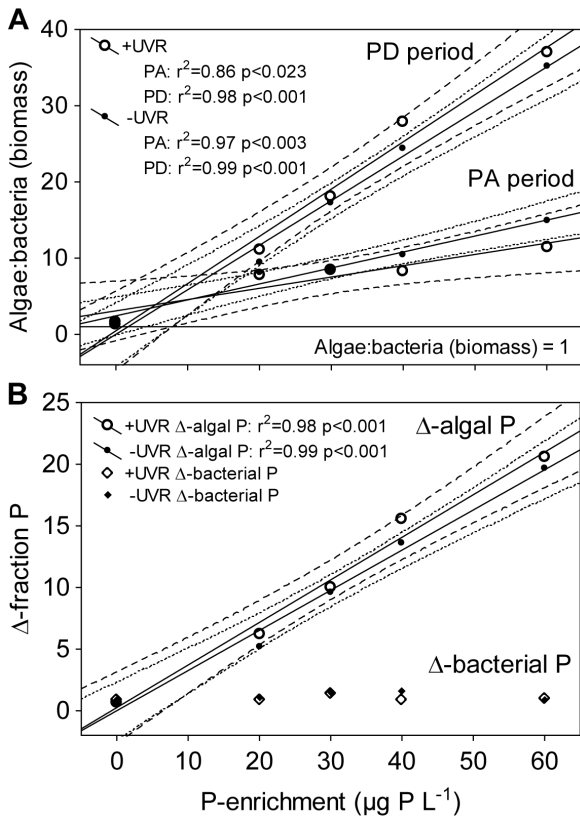 A
+UVR
PA: r²=0.86 p<0.023
PD: r²=0.98 p<0.001
-UVR
PA: r²=0.97 p<0.003
PD: r²=0.99 p<0.001
PD period
PA period
Algae:bacteria (biomass) = 1
Algae:bacteria (biomass)
40
30
20
10
0
B
+UVR Δ-algal P: r²=0.98 p<0.001
-UVR Δ-algal P: r²=0.99 p<0.001
+UVR Δ-bacterial P
-UVR Δ-bacterial P
Δ-algal P
Δ-bacterial P
Δ-fraction P
25
20
15
10
5
0
0 10 20 30 40 50 60
P-enrichment (µg P L⁻¹)